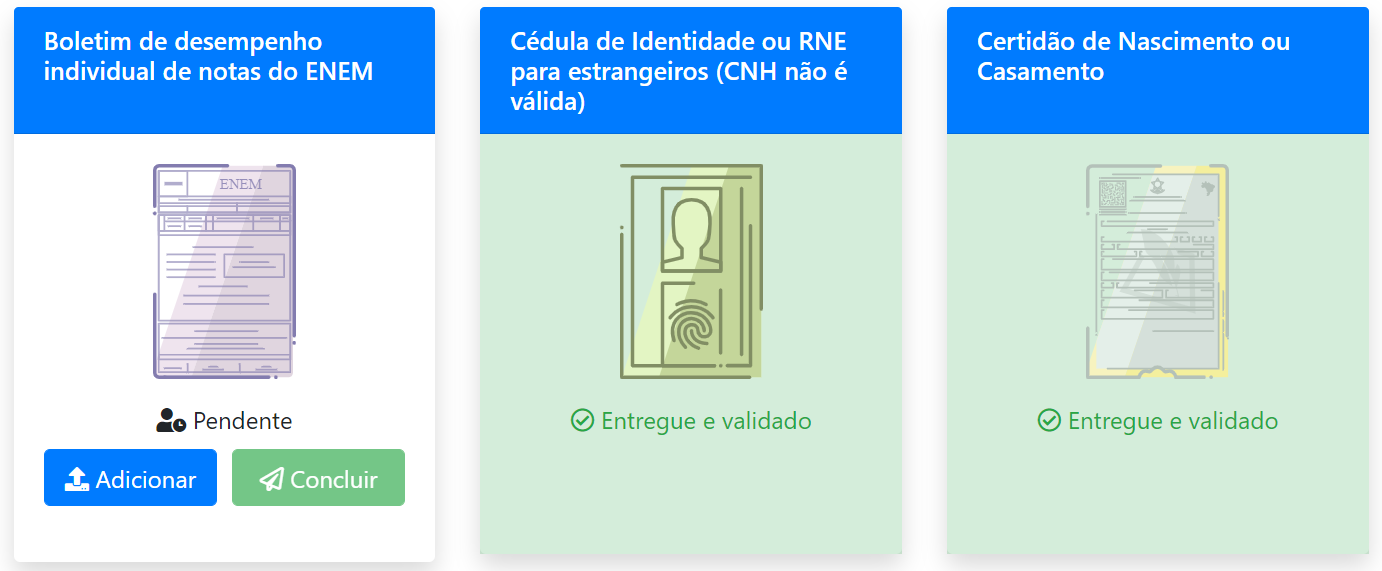 Boletim de desempenho
individual de notas do ENEM
ENEM
Pendente
Adicionar
Concluir
Cédula de Identidade ou RNE
para estrangeiros (CNH não é
válida)
Entregue e validado
Certidão de Nascimento ou
Casamento
Entregue e validado